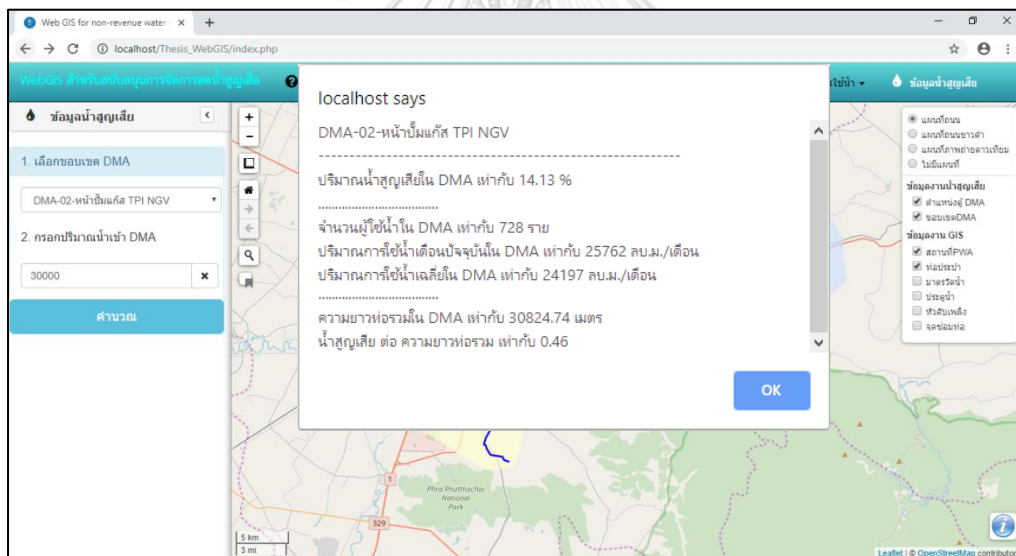 Web GIS for non-revenue water
localhost/Thesis_WebGIS/index.php
WebGIS สำหรับสนับสนุนการจัดการลดน้ำสูญเสีย
ใช้น้ำ
ข้อมูลน้ำสูญเสีย
ข้อมูลน้ำสูญเสีย
1. เลือกขอบเขต DMA
DMA-02-หน้าปั๊มแก๊ส TPI NGV
2. กรอกปริมาณน้ำเข้า DMA
30000
คำนวณ
localhost says
DMA-02-หน้าปั๊มแก๊ส TPI NGV
------------------------------------------------------------
ปริมาณน้ำสูญเสียใน DMA เท่ากับ 14.13 %
....................................
จำนวนผู้ใช้น้ำใน DMA เท่ากับ 728 ราย
ปริมาณการใช้น้ำเดือนปัจจุบันใน DMA เท่ากับ 25762 ลบ.ม./เดือน
ปริมาณการใช้น้ำเฉลี่ยใน DMA เท่ากับ 24197 ลบ.ม./เดือน
....................................
ความยาวท่อรวมใน DMA เท่ากับ 30824.74 เมตร
น้ำสูญเสีย ต่อ ความยาวท่อรวม เท่ากับ 0.46
OK
แผนที่ถนน
แผนที่ถนนขาวดำ
แผนที่ภาพถ่ายดาวเทียม
ไม่มีแผนที่
ข้อมูลงานน้ำสูญเสีย
ตำแหน่งตู้ DMA
ขอบเขตDMA
ข้อมูลงาน GIS
สถานที่PWA
ท่อประปา
มาตรวัดน้ำ
ประตูน้ำ
หัวดับเพลิง
จุดซ่อมท่อ
Phra Phutthachai
National
Park
1
329
5 km
3 mi
Leaflet | © OpenStreetMap contributors